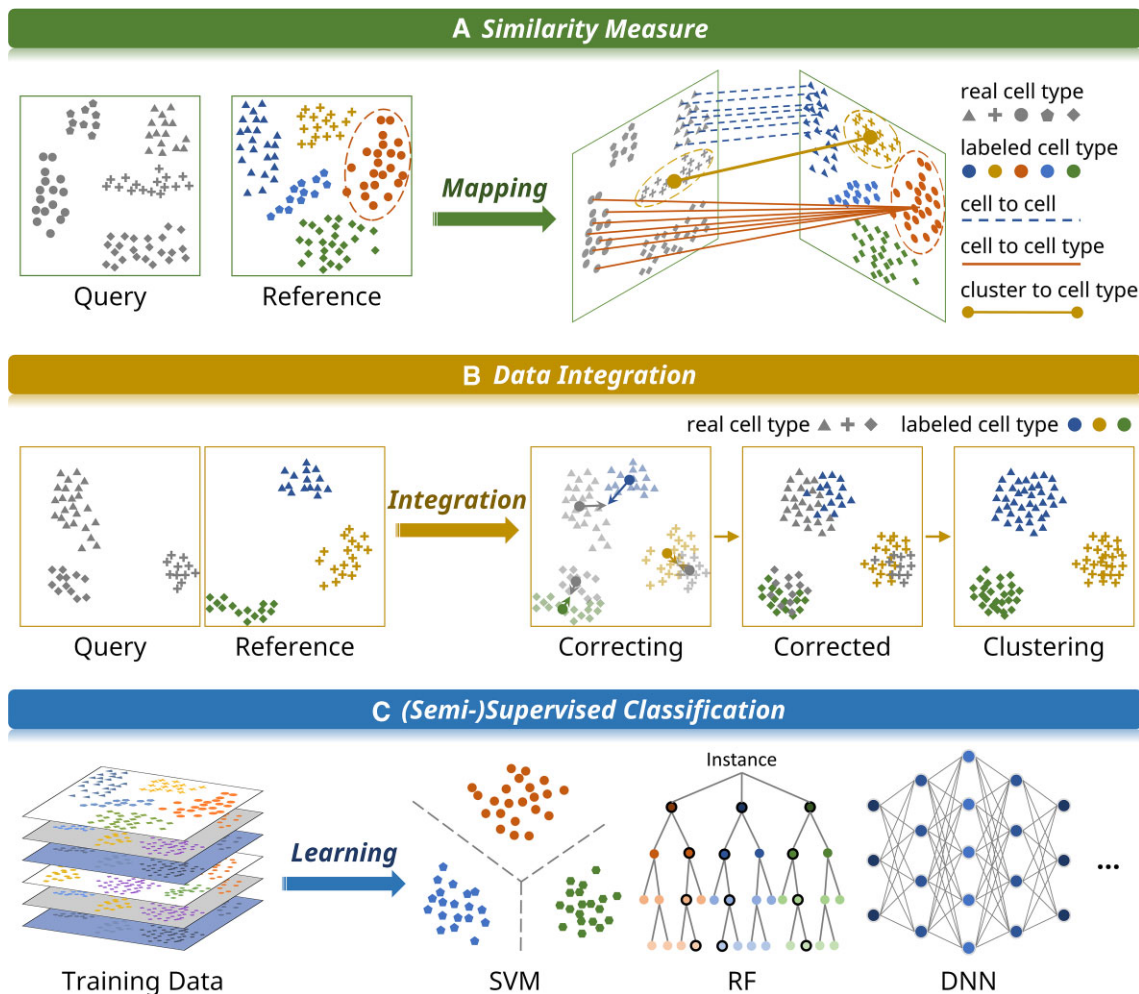 A Similarity Measure
Query
Reference
Mapping
real cell type
labeled cell type
cell to cell
cell to cell type
cluster to cell type
B Data Integration
real cell type
labeled cell type
Query
Reference
Integration
Correcting
Corrected
Clustering
C (Semi-)Supervised Classification
Training Data
Learning
SVM
Instance
RF
DNN
...